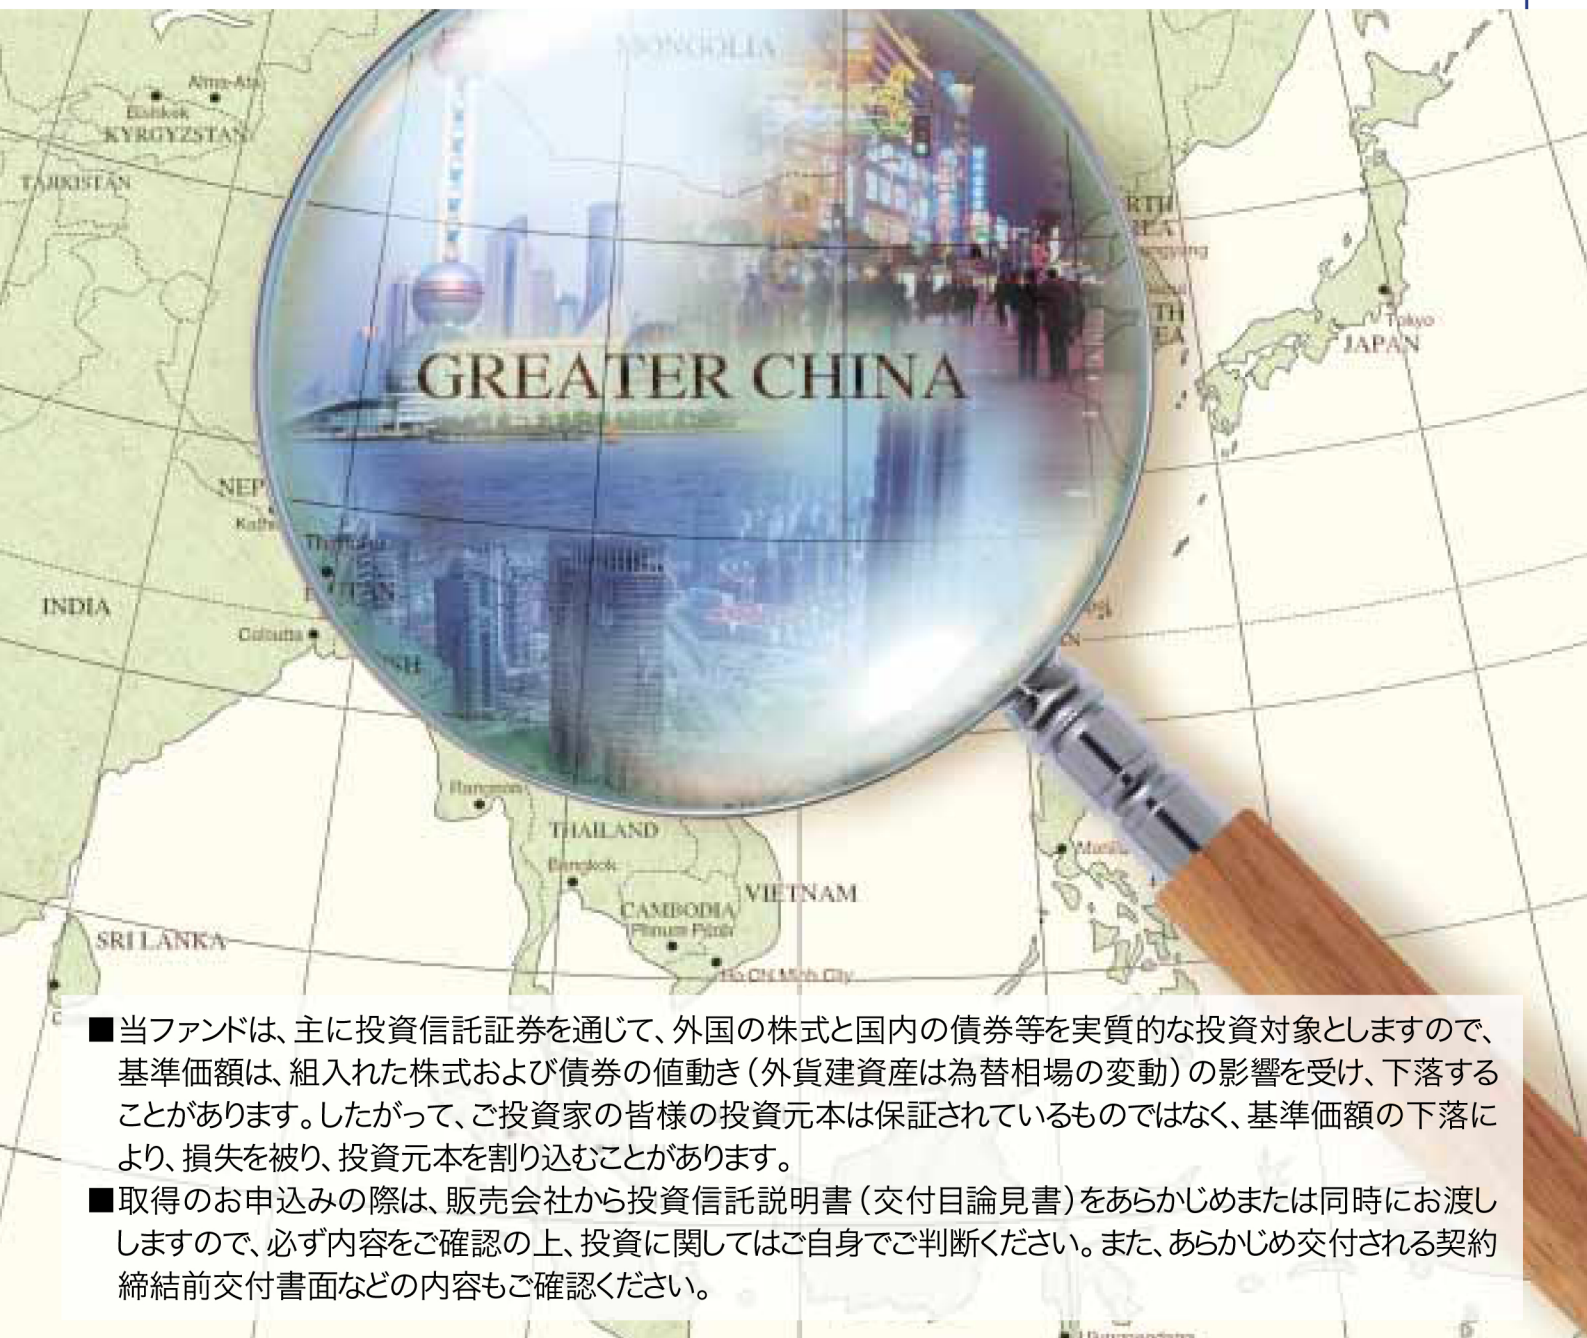 MONGOLIA
Alma-Ata
Bishkek
KYRGYZSTAN
TAJIKISTAN
Tokyo
JAPAN
GREATER CHINA
INDIA
Calcutta
Rangoon
THAILAND
Bangkok
VIETNAM
CAMBODIA
Phnum Pénh
SRI LANKA
Ho Chi Minh City
■当ファンドは、主に投資信託証券を通じて、外国の株式と国内の債券等を実質的な投資対象としますので、
基準価額は、組入れた株式および債券の値動き（外貨建資産は為替相場の変動）の影響を受け、下落する
ことがあります。したがって、ご投資家の皆様の投資元本は保証されているものではなく、基準価額の下落に
より、損失を被り、投資元本を割り込むことがあります。
■取得のお申込みの際は、販売会社から投資信託説明書（交付目論見書）をあらかじめまたは同時にお渡し
しますので、必ず内容をご確認の上、投資に関してはご自身でご判断ください。また、あらかじめ交付される契約
締結前交付書面などの内容もご確認ください。